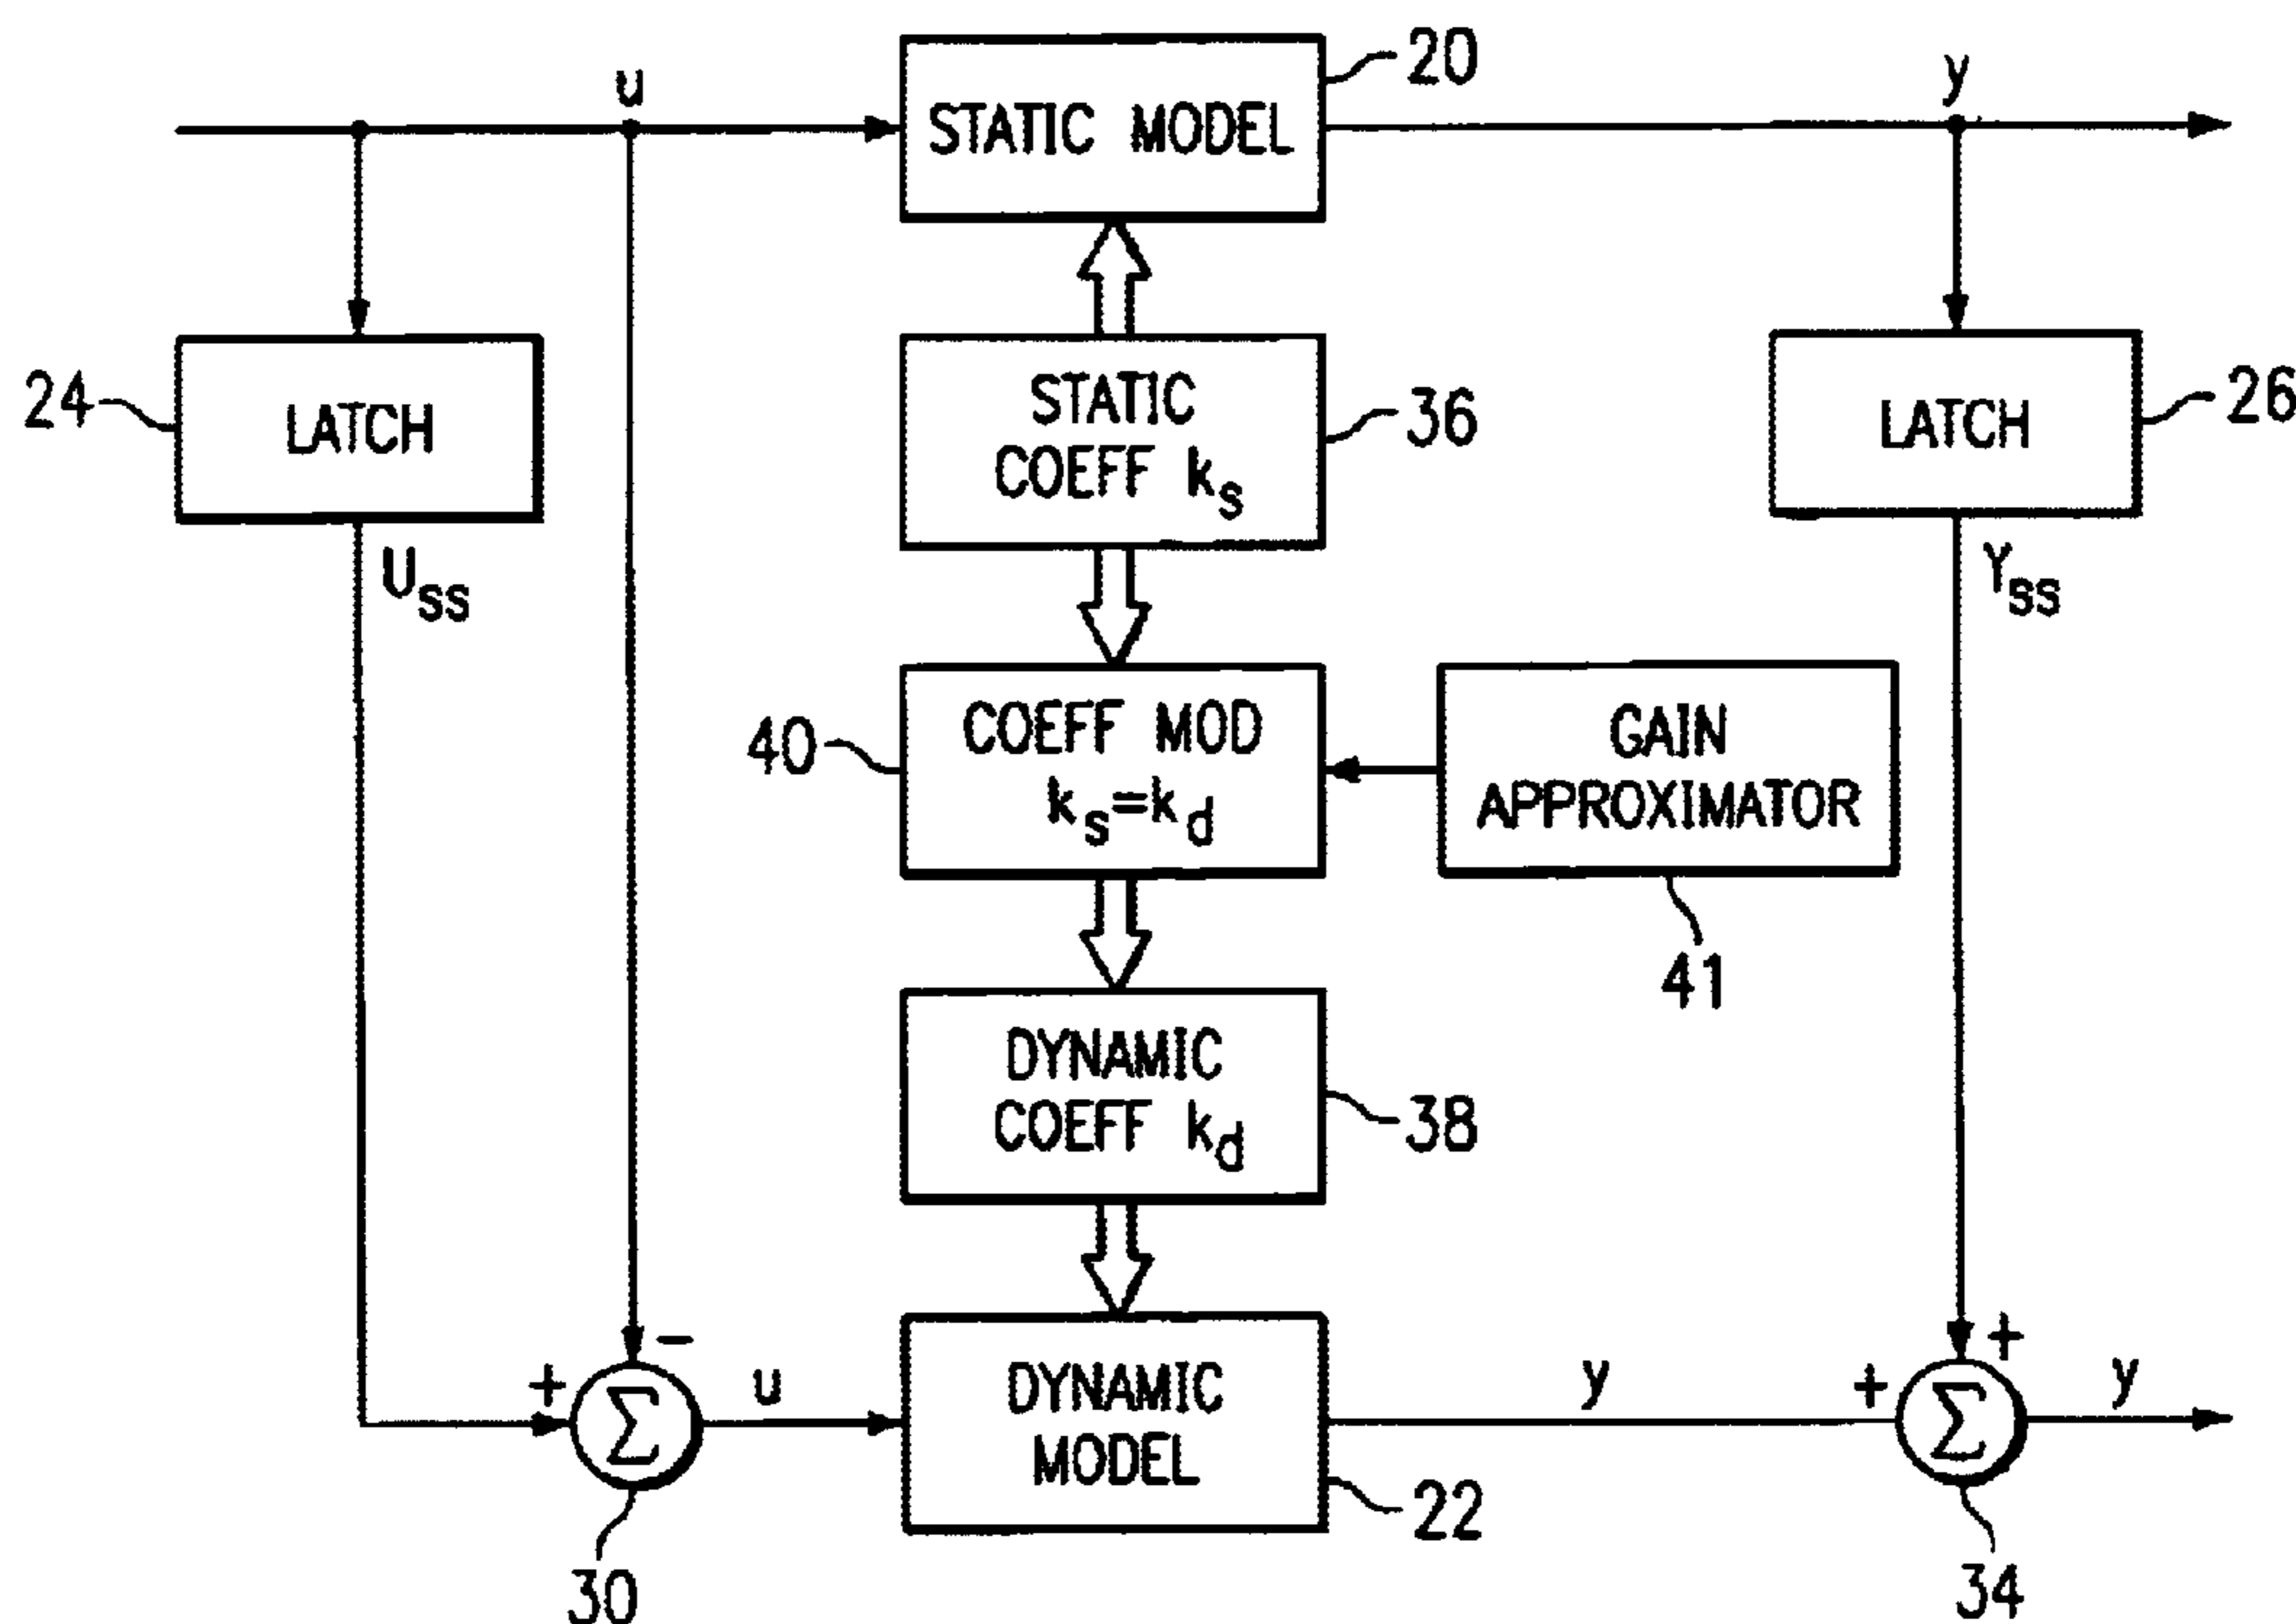 u
20
y
STATIC MODEL
24
LATCH
STATIC
COEFF k_s
36
LATCH
26
U_ss
Y_ss
40
COEFF MOD
k_s=k_d
GAIN
APPROXIMATOR
41
DYNAMIC
COEFF k_d
38
+
-
Σ
u
DYNAMIC
MODEL
y
+
+
Σ
y
22
30
34